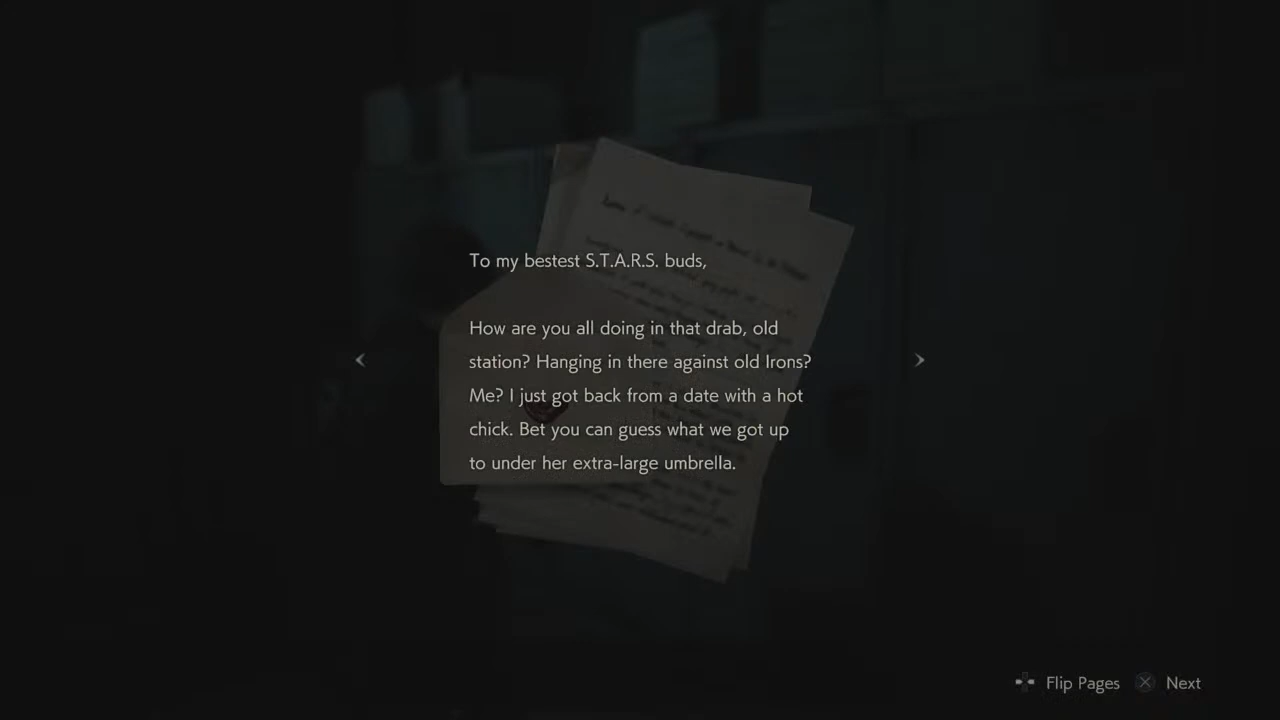 To my bestest S.T.A.R.S. buds,
How are you all doing in that drab, old
station? Hanging in there against old Irons?
Me? I just got back from a date with a hot
chick. Bet you can guess what we got up
to under her extra-large umbrella.
Flip Pages
Next